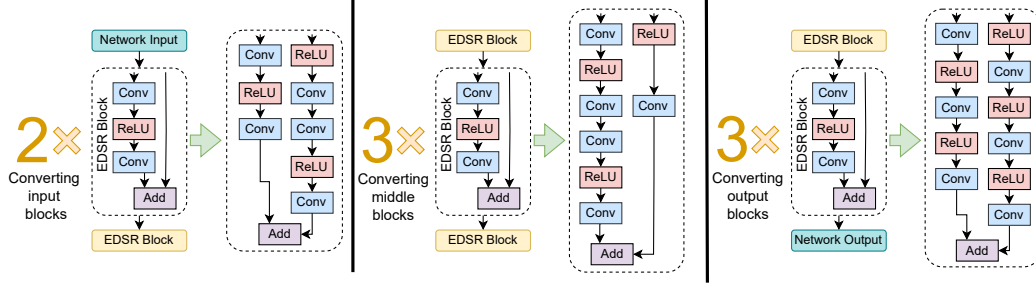 Network Input
EDSR Block
Conv
ReLU
Conv
Add
EDSR Block
2×
Converting
input
blocks
Conv
ReLU
Conv
ReLU
Conv
Conv
ReLU
Conv
Add
EDSR Block
EDSR Block
Conv
ReLU
Conv
Add
EDSR Block
3×
Converting
middle
blocks
Conv
ReLU
Conv
Conv
ReLU
Conv
ReLU
Conv
Add
EDSR Block
EDSR Block
Conv
ReLU
Conv
Add
Network Output
3×
Converting
output
blocks
Conv
ReLU
Conv
ReLU
Conv
ReLU
Conv
ReLU
Conv
ReLU
Conv
Add